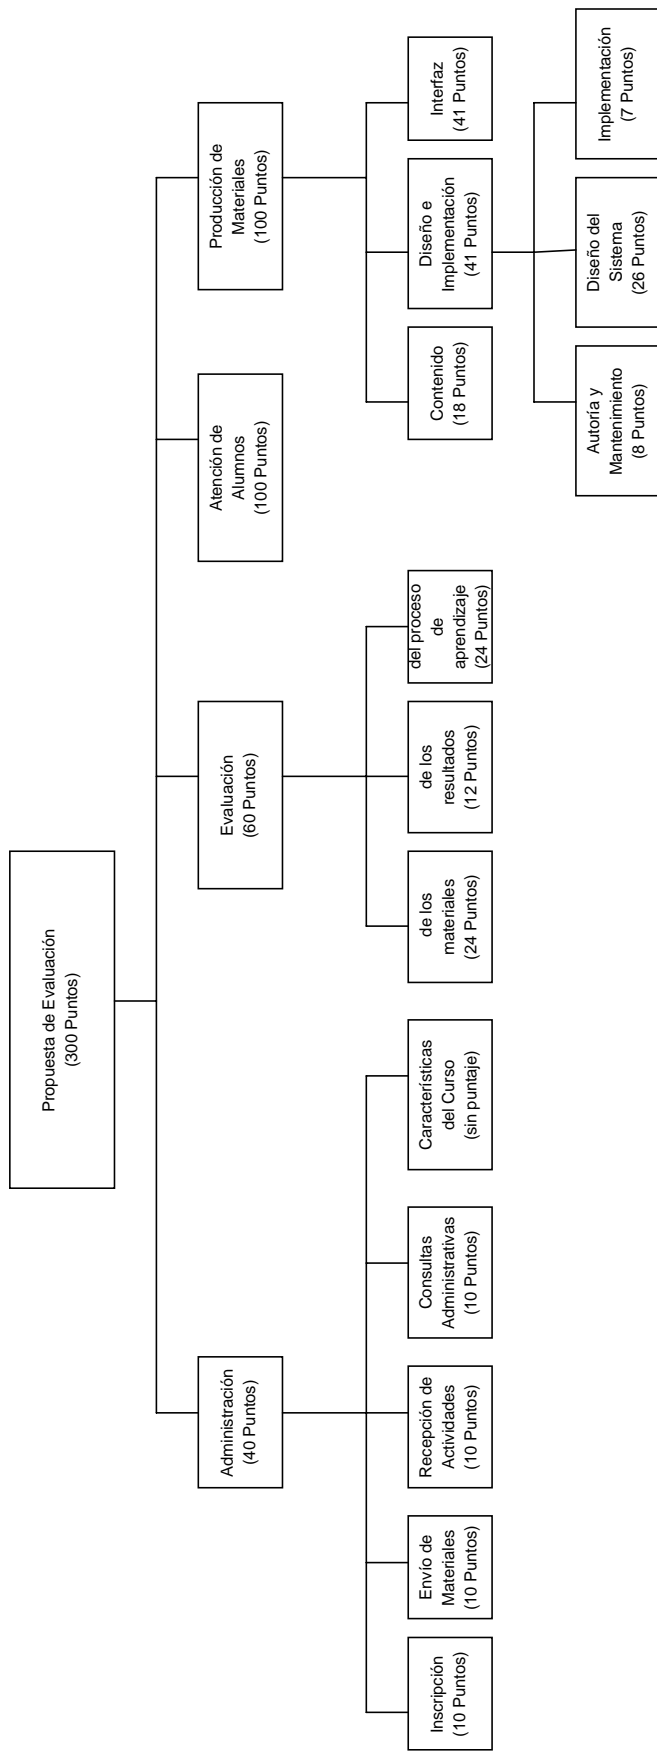 Propuesta de Evaluación
(300 Puntos)
Administración
(40 Puntos)
Evaluación
(60 Puntos)
Atención de
Alumnos
(100 Puntos)
Producción de
Materiales
(100 Puntos)
Inscripción
(10 Puntos)
Envío de
Materiales
(10 Puntos)
Recepción de
Actividades
(10 Puntos)
Consultas
Administrativas
(10 Puntos)
Características
del Curso
(sin puntaje)
de los
materiales
(24 Puntos)
de los
resultados
(12 Puntos)
del proceso
de
aprendizaje
(24 Puntos)
Contenido
(18 Puntos)
Diseño e
Implementación
(41 Puntos)
Interfaz
(41 Puntos)
Autoría y
Mantenimiento
(8 Puntos)
Diseño del
Sistema
(26 Puntos)
Implementación
(7 Puntos)